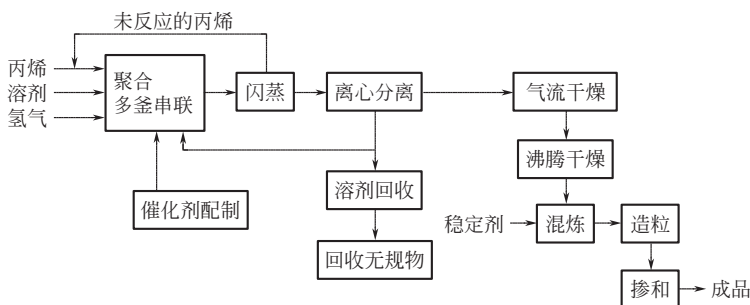 未反应的丙烯
丙烯
溶剂
氢气
聚合
多釜串联
闪蒸
离心分离
气流干燥
沸腾干燥
催化剂配制
溶剂回收
回收无规物
稳定剂
混炼
造粒
掺和
成品